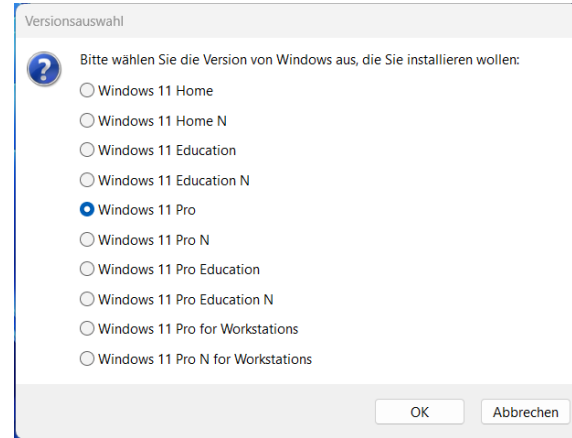 Versionsauswahl
Bitte wählen Sie die Version von Windows aus, die Sie installieren wollen:
Windows 11 Home
Windows 11 Home N
Windows 11 Education
Windows 11 Education N
Windows 11 Pro
Windows 11 Pro N
Windows 11 Pro Education
Windows 11 Pro Education N
Windows 11 Pro for Workstations
Windows 11 Pro N for Workstations
OK
Abbrechen